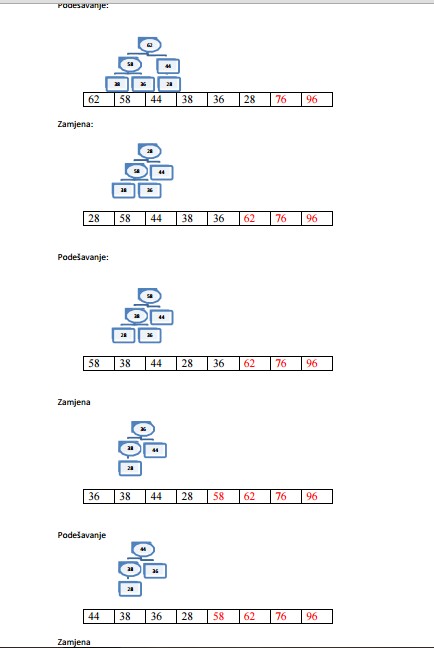 Podešavanje:
62
58 44
38 36 28
62 58 44 38 36 28 76 96
Zamjena:
28
58 44
38 36
28 58 44 38 36 62 76 96
Podešavanje:
58
38 44
28 36
58 38 44 28 36 62 76 96
Zamjena
36
38 44
28
36 38 44 28 58 62 76 96
Podešavanje
44
38 36
28
44 38 36 28 58 62 76 96
Zamjena